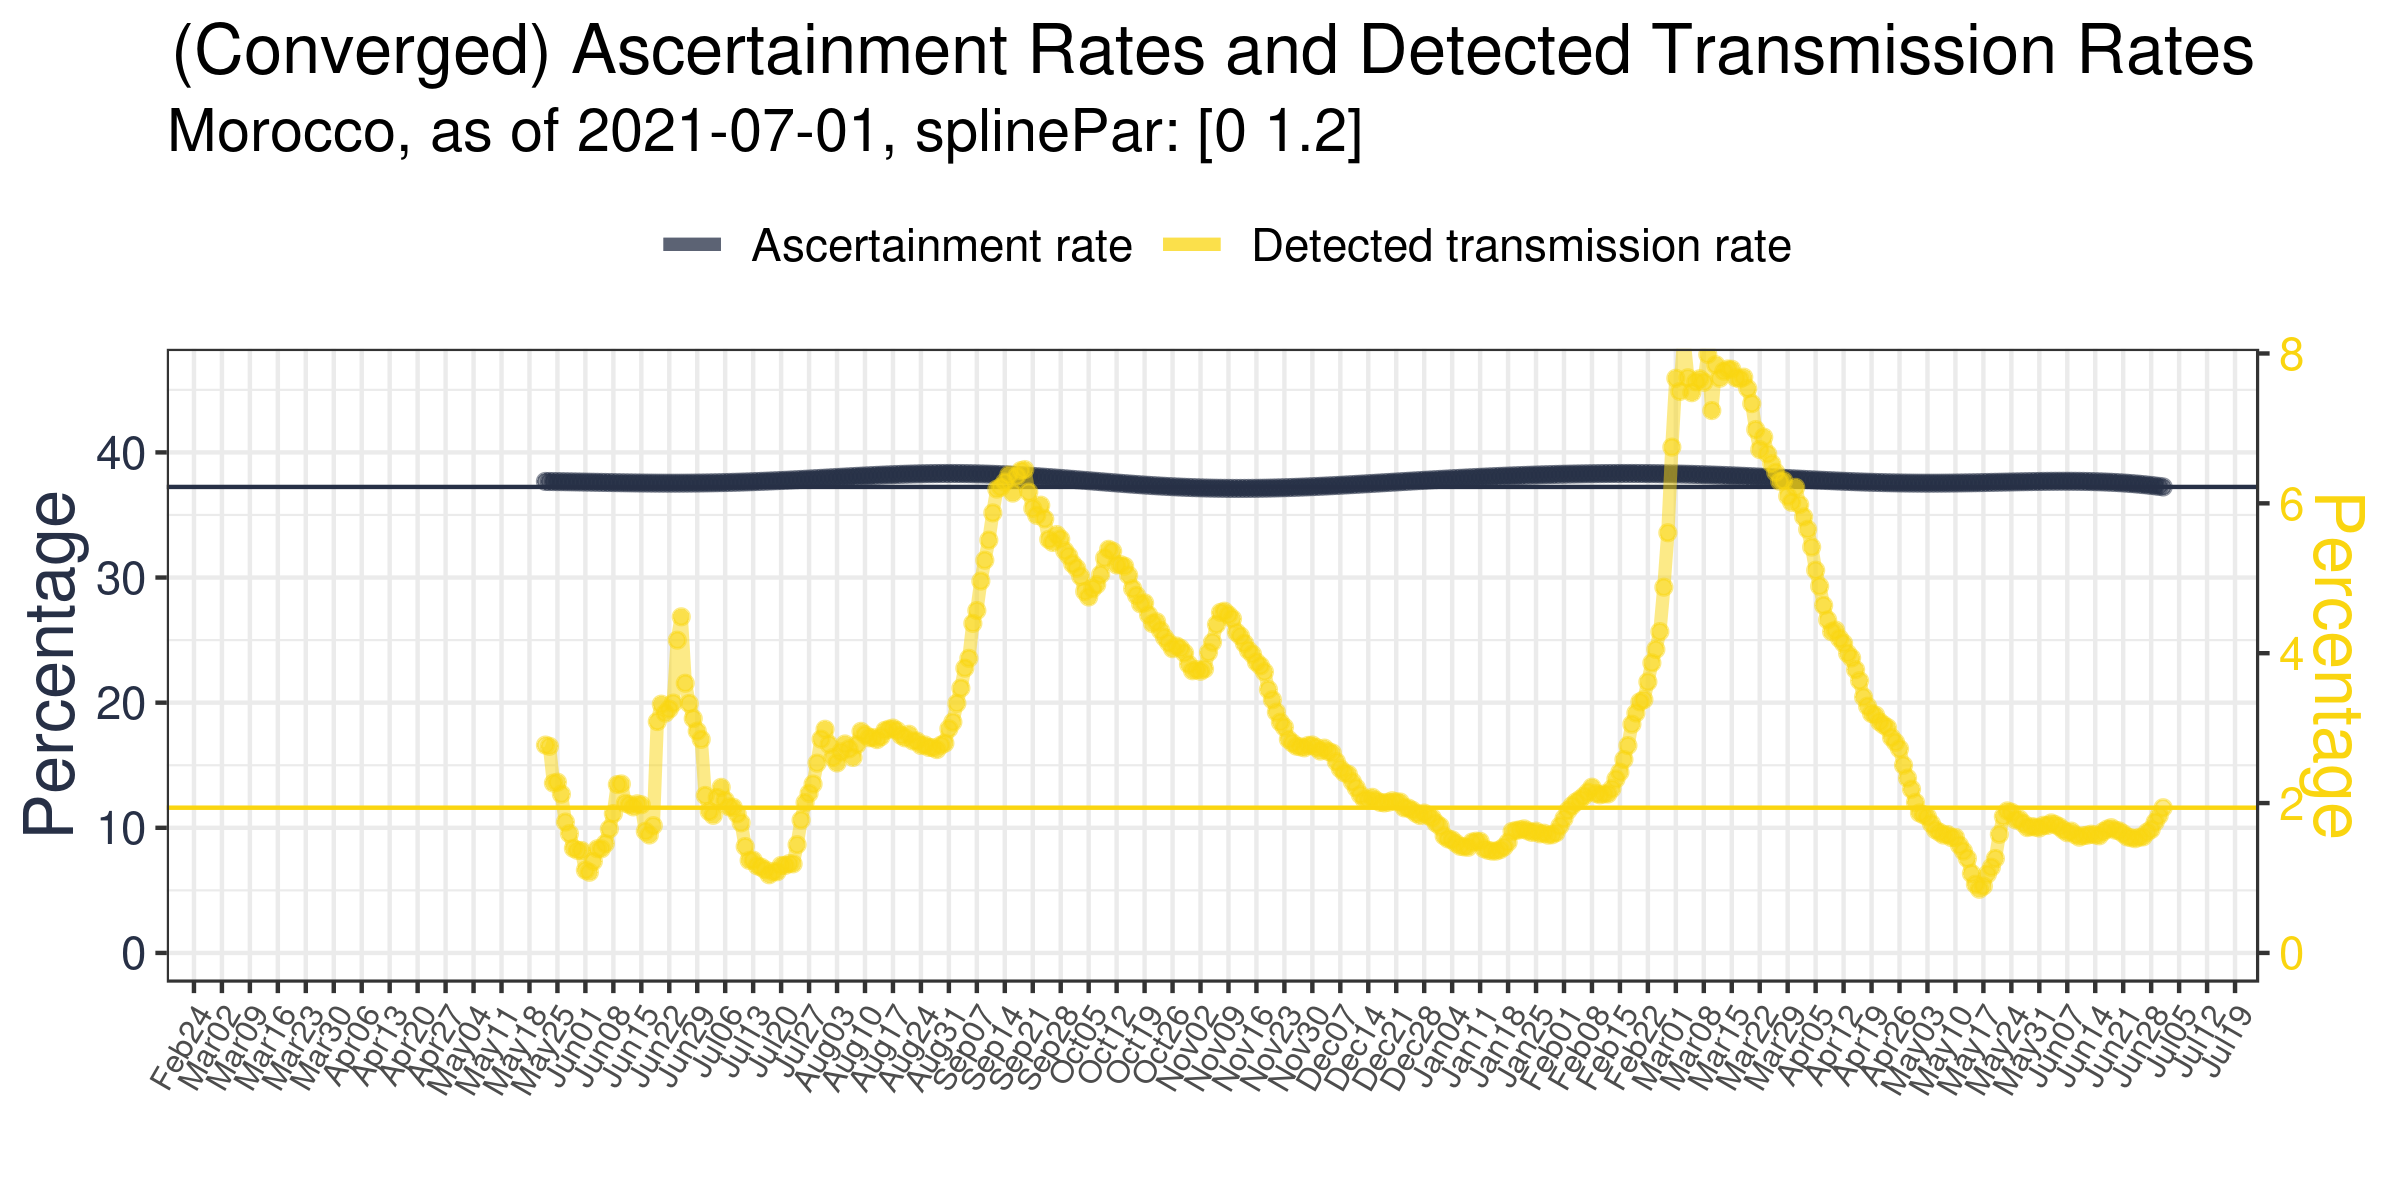 (Converged) Ascertainment Rates and Detected Transmission Rates
Morocco, as of 2021-07-01, splinePar: [0 1.2]
Ascertainment rate
Detected transmission rate
Percentage
40
30
20
10
0
8
6
4
2
0
Percentage
Feb24
Mar02
Mar09
Mar16
Mar23
Mar30
Apr06
Apr13
Apr20
Apr27
May04
May11
May18
May25
Jun01
Jun08
Jun15
Jun22
Jun29
Jul06
Jul13
Jul20
Jul27
Aug03
Aug10
Aug17
Aug24
Aug31
Sep07
Sep14
Sep21
Sep28
Oct05
Oct12
Oct19
Oct26
Nov02
Nov09
Nov16
Nov23
Nov30
Dec07
Dec14
Dec21
Dec28
Jan04
Jan11
Jan18
Jan25
Feb01
Feb08
Feb15
Feb22
Mar01
Mar08
Mar15
Mar22
Mar29
Apr05
Apr12
Apr19
Apr26
May03
May10
May17
May24
May31
Jun07
Jun14
Jun21
Jun28
Jul05
Jul12
Jul19